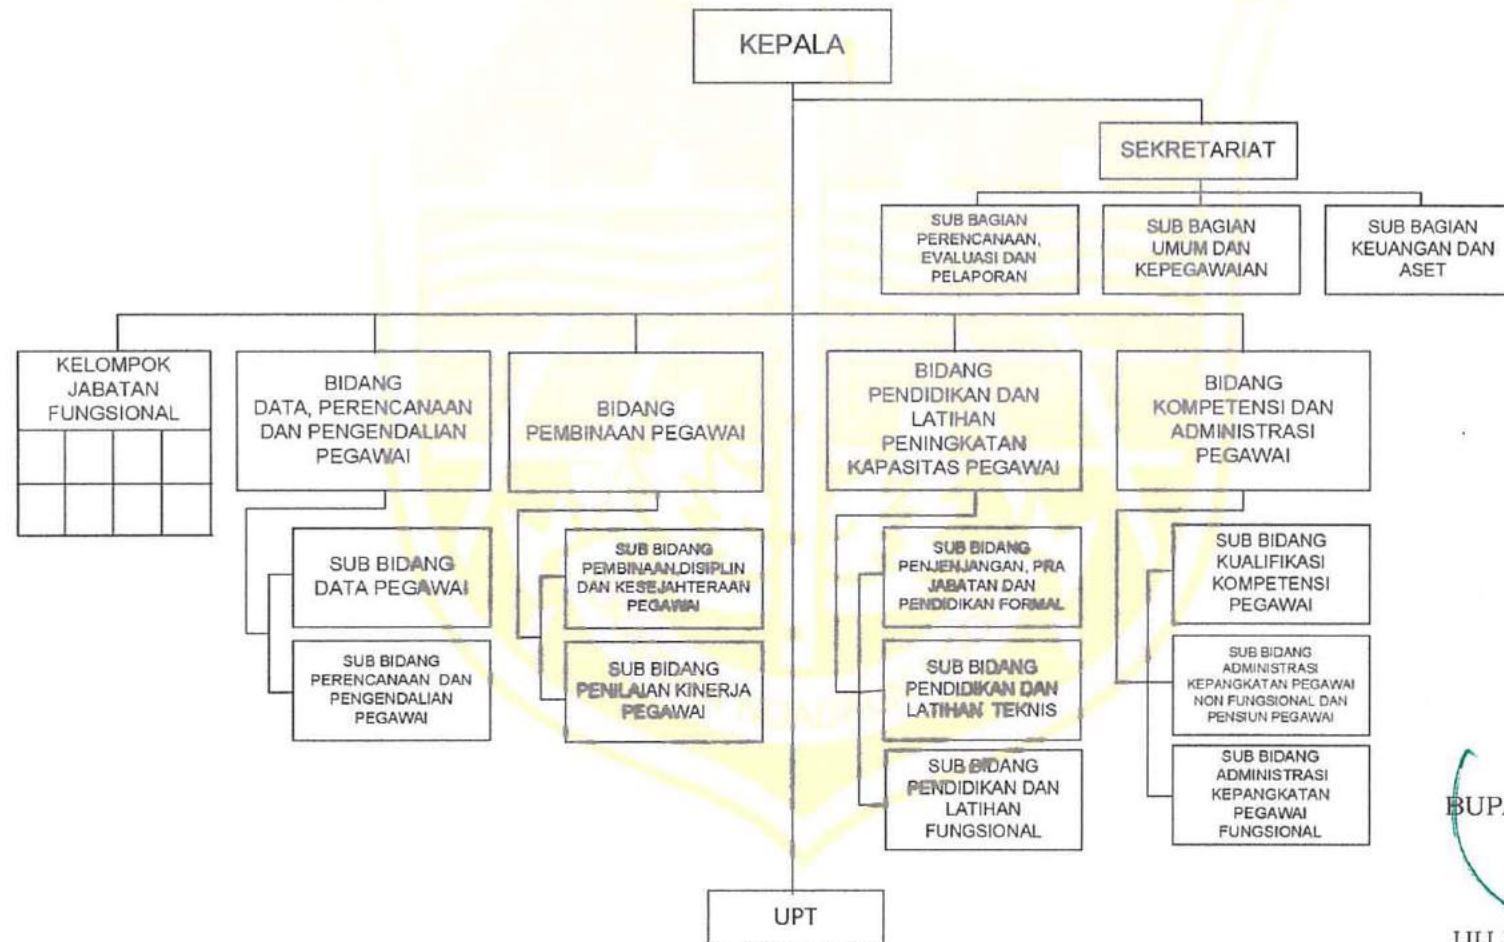 KEPALA
SEKRETARIAT
SUB BAGIAN
PERENCANAAN,
EVALUASI DAN
PELAPORAN
SUB BAGIAN
UMUM DAN
KEPEGAWAIAN
SUB BAGIAN
KEUANGAN DAN
ASET
KELOMPOK
JABATAN
FUNGSIONAL
BIDANG
DATA, PERENCANAAN
DAN PENGENDALIAN
PEGAWAI
BIDANG
PEMBINAAN PEGAWAI
BIDANG
PENDIDIKAN DAN
LATIHAN
PENINGKATAN
KAPASITAS PEGAWAI
BIDANG
KOMPETENSI DAN
ADMINISTRASI
PEGAWAI
SUB BIDANG
DATA PEGAWAI
SUB BIDANG
PERENCANAAN DAN
PENGENDALIAN
PEGAWAI
SUB BIDANG
PEMBINAAN,DISIPLIN
DAN KESEJAHTERAAN
PEGAWAI
SUB BIDANG
PENILAIAN KINERJA
PEGAWAI
SUB BIDANG
PENJENJANGAN, PRA
JABATAN DAN
PENDIDIKAN FORMAL
SUB BIDANG
PENDIDIKAN DAN
LATIHAN TEKNIS
SUB BIDANG
PENDIDIKAN DAN
LATIHAN
FUNGSIONAL
SUB BIDANG
KUALIFIKASI
KOMPETENSI
PEGAWAI
SUB BIDANG
ADMINISTRASI
KEPANGKATAN PEGAWAI
NON FUNGSIONAL DAN
PENSIUN PEGAWAI
SUB BIDANG
ADMINISTRASI
KEPANGKATAN
PEGAWAI
FUNGSIONAL
UPT